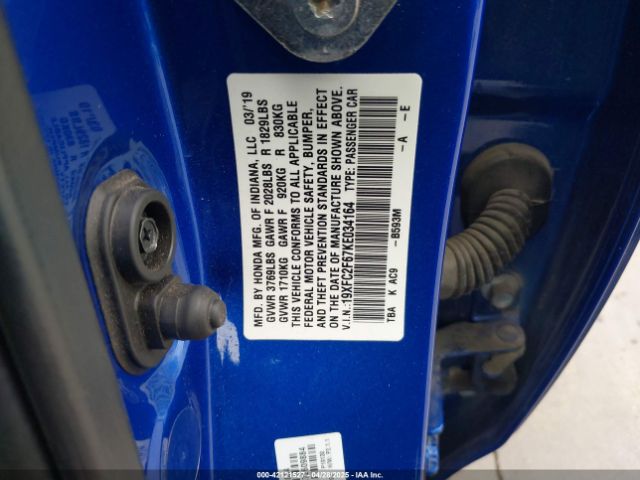 MFD. BY HONDA MFG. OF INDIANA, LLC 03/'19
GVWR 3769LBS GAWR F 2028LBS R 1829LBS
GVWR 1710KG GAWR F 920KG R 830KG
THIS VEHICLE CONFORMS TO ALL APPLICABLE
FEDERAL MOTOR VEHICLE SAFETY, BUMPER,
AND THEFT PREVENTION STANDARDS IN EFFECT
ON THE DATE OF MANUFACTURE SHOWN ABOVE.
V.I.N.:19XFC2F67KE034164 TYPE: PASSENGER CAR
TBA K AC9 -B593M -A -E
000-42121527 - 04/28/2025 - IAAI - Copart